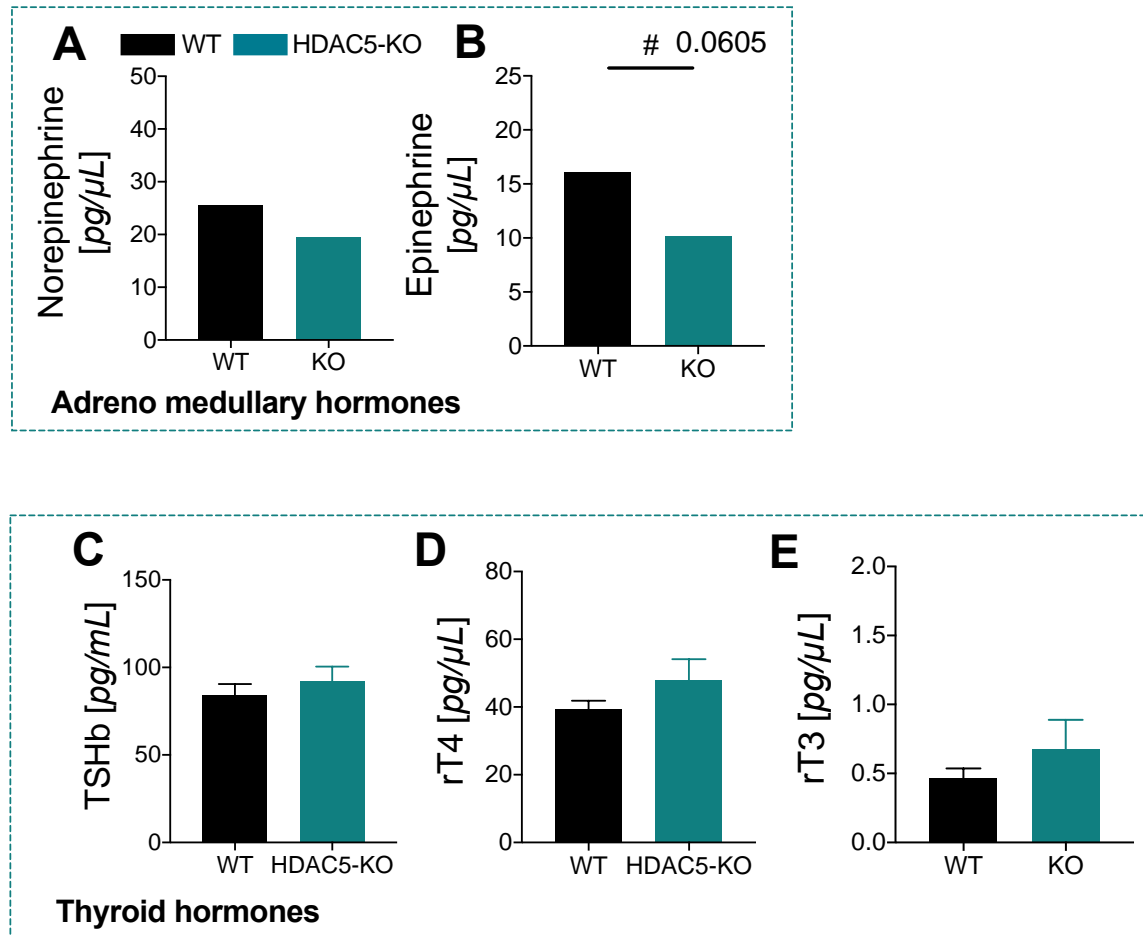 A WT HDAC5-KO
Norepinephrine
[pg/µL]
50
40
30
20
10
0
WT KO
B # 0.0605
Epinephrine
[pg/µL]
25
20
15
10
5
0
WT KO
Adreno medullary hormones
C
TSHb [pg/mL]
150
100
50
0
WT HDAC5-KO
D
rT4 [pg/µL]
80
60
40
20
0
WT HDAC5-KO
E
rT3 [pg/µL]
2.0
1.5
1.0
0.5
0.0
WT KO
Thyroid hormones